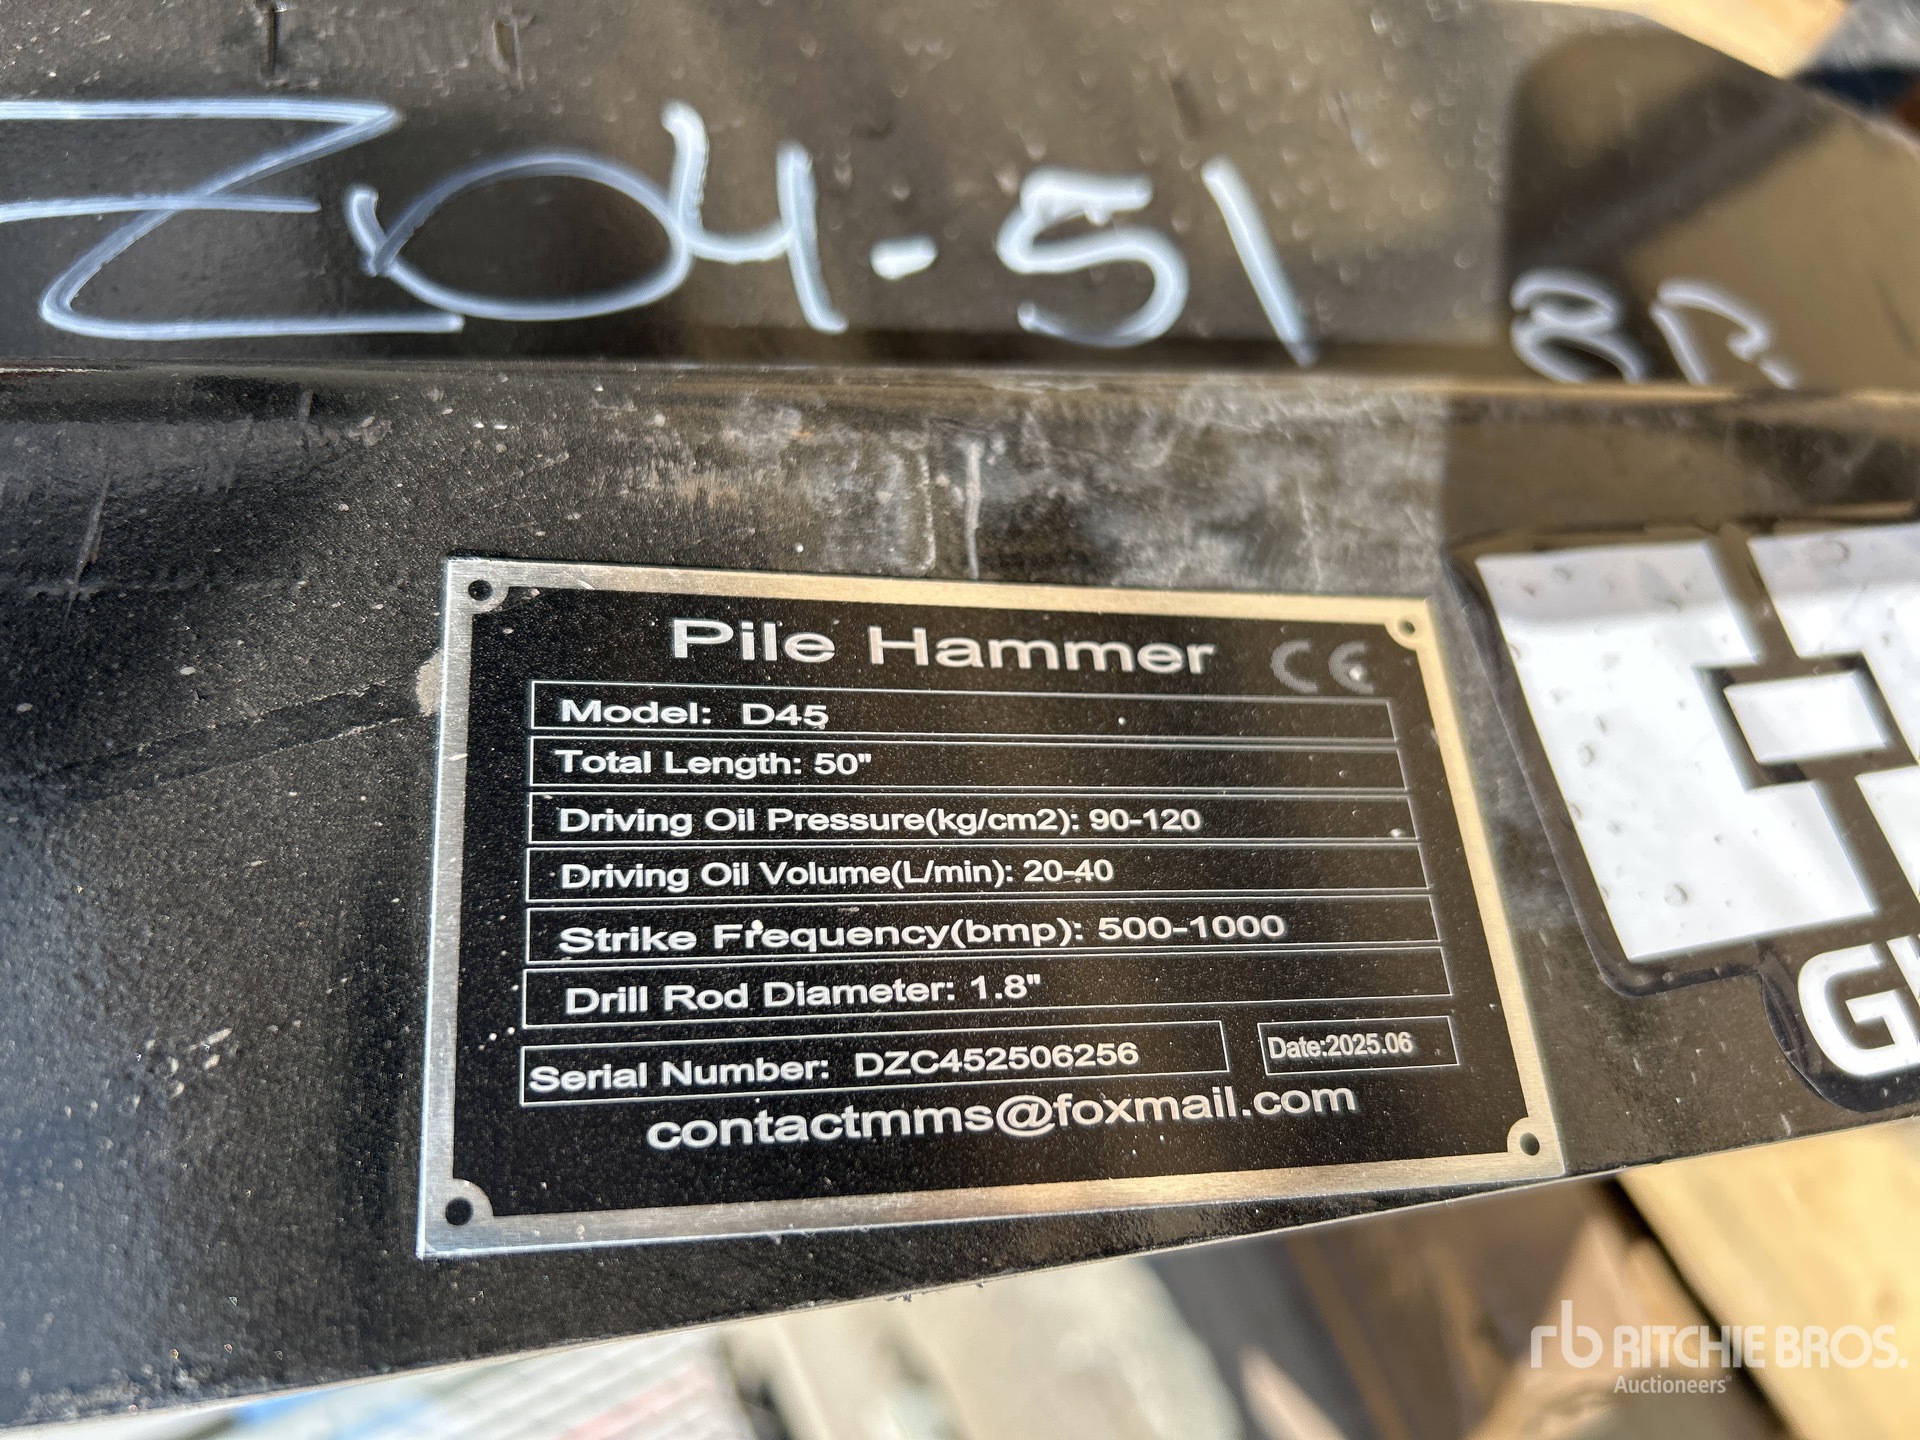 Z04-51
Pile Hammer CE
Model: D45
Total Length: 50"
Driving Oil Pressure(kg/cm2): 90-120
Driving Oil Volume(L/min): 20-40
Strike Frequency(bmp): 500-1000
Drill Rod Diameter: 1.8"
Serial Number: DZC452506256 Date:2025.06
contactmms@foxmail.com
rb RITCHIE BROS.
Auctioneers